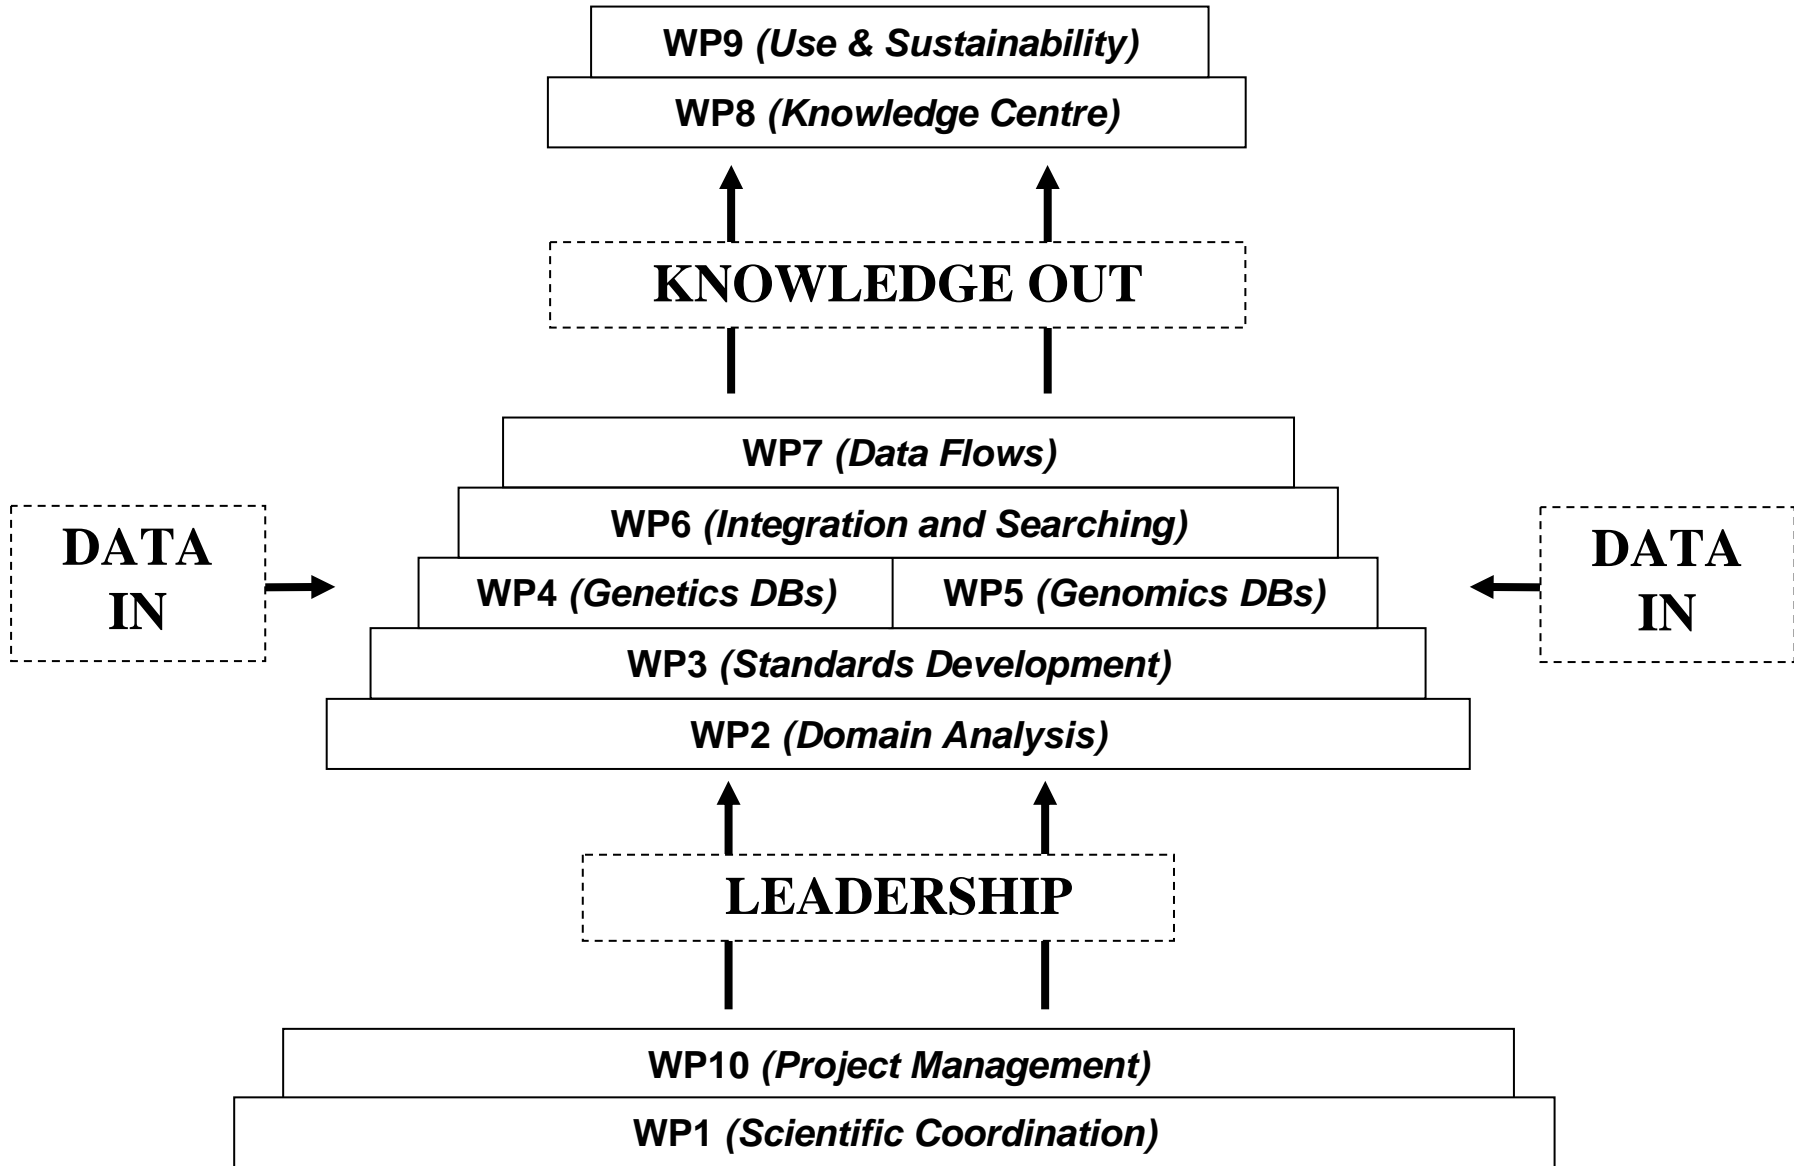 WP9 (Use & Sustainability)
WP8 (Knowledge Centre)
KNOWLEDGE OUT
WP7 (Data Flows)
WP6 (Integration and Searching)
DATA
IN
WP4 (Genetics DBs)
WP5 (Genomics DBs)
DATA
IN
WP3 (Standards Development)
WP2 (Domain Analysis)
LEADERSHIP
WP10 (Project Management)
WP1 (Scientific Coordination)